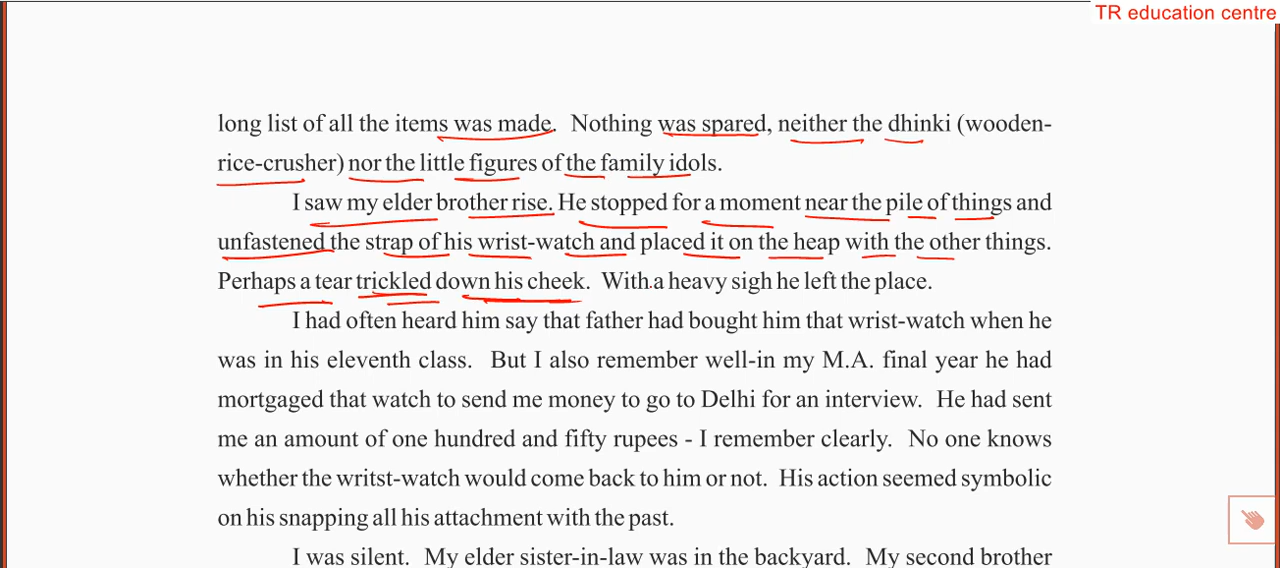 TR education centre
long list of all the items was made. Nothing was spared, neither the dhinki (wooden-
rice-crusher) nor the little figures of the family idols.
I saw my elder brother rise. He stopped for a moment near the pile of things and
unfastened the strap of his wrist-watch and placed it on the heap with the other things.
Perhaps a tear trickled down his cheek. With a heavy sigh he left the place.
I had often heard him say that father had bought him that wrist-watch when he
was in his eleventh class. But I also remember well-in my M.A. final year he had
mortgaged that watch to send me money to go to Delhi for an interview. He had sent
me an amount of one hundred and fifty rupees - I remember clearly. No one knows
whether the writst-watch would come back to him or not. His action seemed symbolic
on his snapping all his attachment with the past.
I was silent. My elder sister-in-law was in the backyard. My second brother